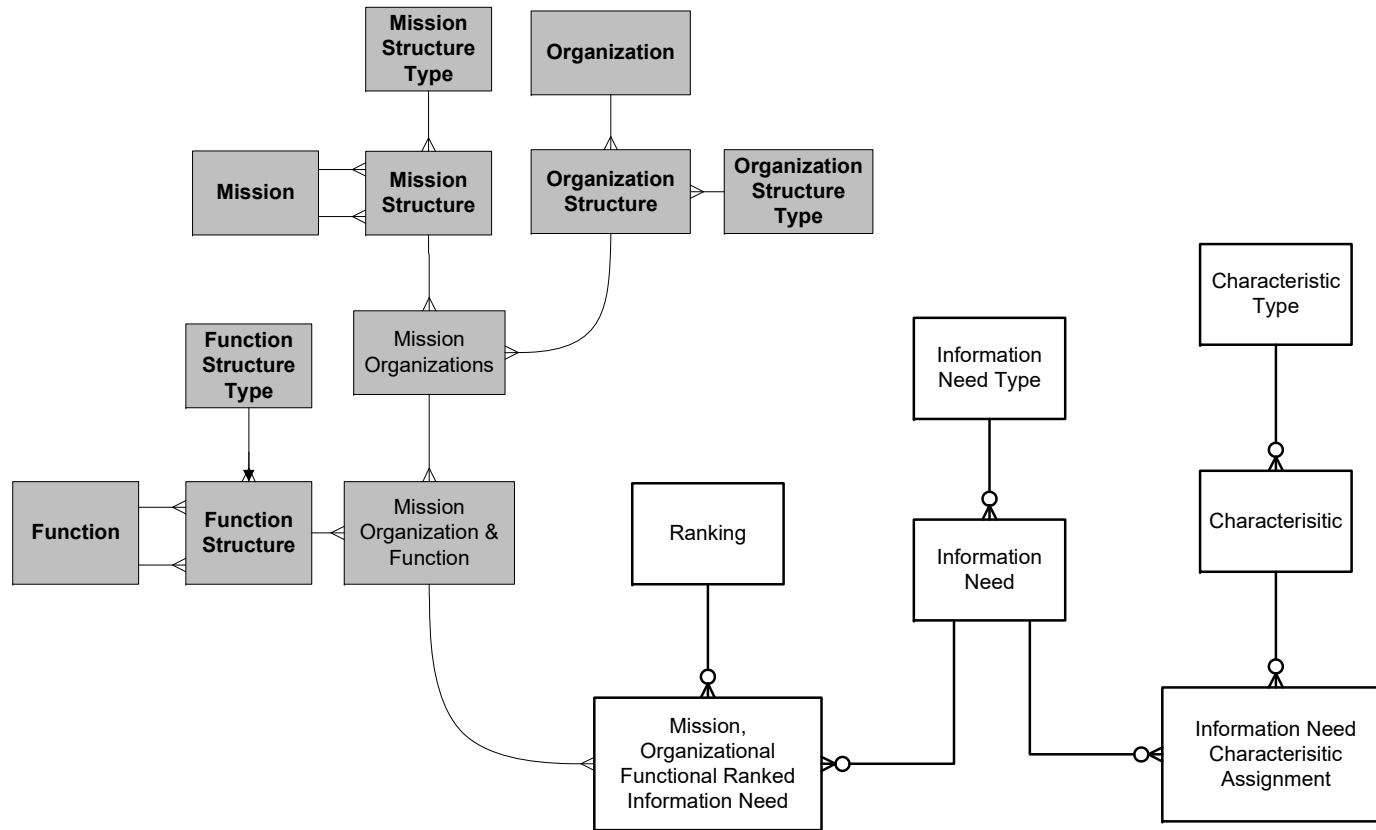 Mission
Structure
Type
Organization
Mission
Mission
Structure
Organization
Structure
Organization
Structure
Type
Characteristic
Type
Function
Structure
Type
Mission
Organizations
Information
Need Type
Function
Function
Structure
Mission
Organization &
Function
Ranking
Information
Need
Characterisitic
Mission,
Organizational
Functional Ranked
Information Need
Information Need
Characterisitic
Assignment